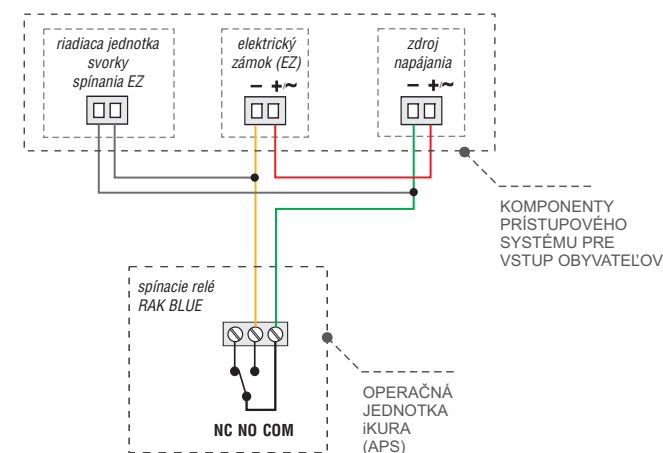 riadiaca jednotka
svorky
spínania EZ
elektrický
zámok (EZ)
− +/~
zdroj
napájania
− +/~
KOMPONENTY
PRÍSTUPOVÉHO
SYSTÉMU PRE
VSTUP OBYVATEĽOV
spínacie relé
RAK BLUE
NC NO COM
OPERAČNÁ
JEDNOTKA
iKURA
(APS)